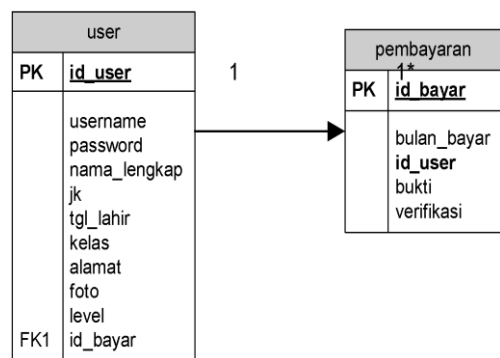 user
PK id_user
username
password
nama_lengkap
jk
tgl_lahir
kelas
alamat
foto
level
FK1 id_bayar
1
pembayaran
1*
PK id_bayar
bulan_bayar
id_user
bukti
verifikasi